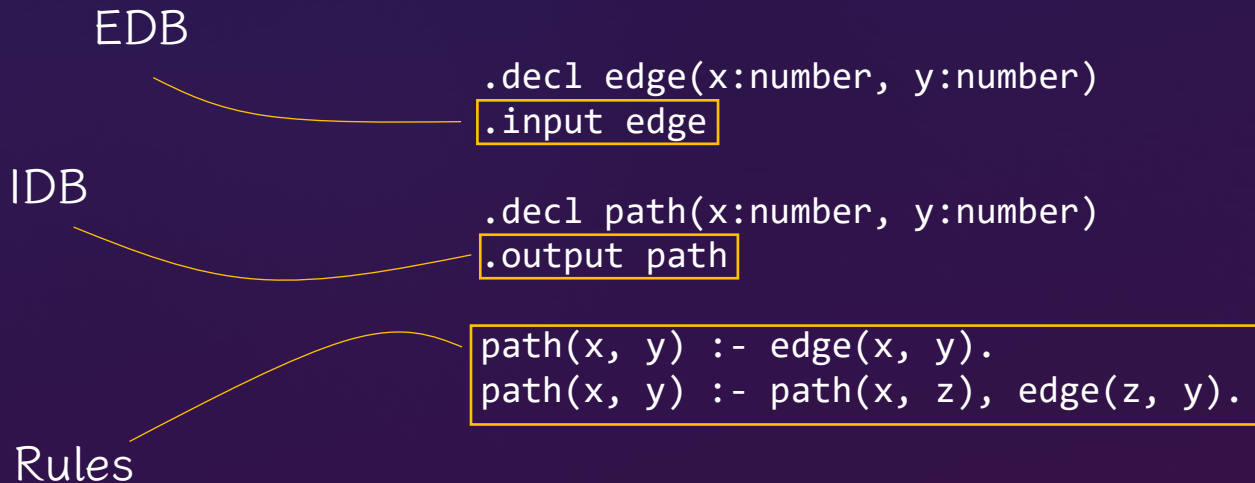 EDB
.decl edge(x:number, y:number)
.input edge
IDB
.decl path(x:number, y:number)
.output path
path(x, y) :- edge(x, y).
path(x, y) :- path(x, z), edge(z, y).
Rules